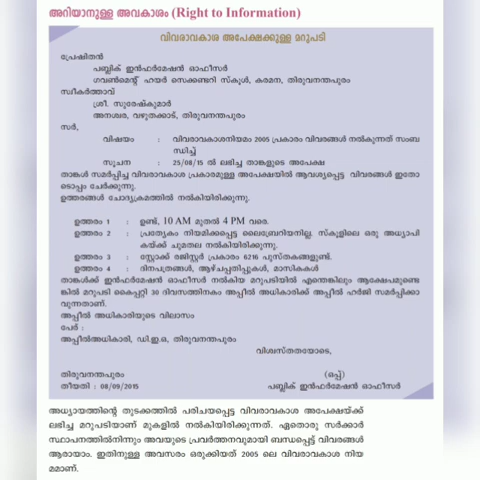 അറിയാനുള്ള അവകാശം (Right to Information)
വിവരാവകാശ അപേക്ഷക്കുള്ള മറുപടി
പ്രേഷിതൻ
പബ്ലിക് ഇൻഫർമേഷൻ ഓഫീസർ
ഗവൺമെന്റ് ഹയർ സെക്കണ്ടറി സ്കൂൾ, കരമന, തിരുവനന്തപുരം
സ്വീകർത്താവ്
ശ്രീ. സുരേഷ്കുമാർ
അനശ്വര, വഴുതക്കാട്, തിരുവനന്തപുരം
സർ,
വിഷയം : വിവരാവകാശനിയമം 2005 പ്രകാരം വിവരങ്ങൾ നൽകുന്നത് സംബ
ന്ധിച്ച്
സൂചന : 25/08/15 ൽ ലഭിച്ച താങ്കളുടെ അപേക്ഷ
താങ്കൾ സമർപ്പിച്ച വിവരാവകാശ പ്രകാരമുള്ള അപേക്ഷയിൽ ആവശ്യപ്പെട്ട വിവരങ്ങൾ ഇതോ
ടൊപ്പം ചേർക്കുന്നു.
ഉത്തരങ്ങൾ ചോദ്യക്രമത്തിൽ നൽകിയിരിക്കുന്നു.
ഉത്തരം 1 : ഉണ്ട്, 10 AM മുതൽ 4 PM വരെ.
ഉത്തരം 2 : പ്രത്യേകം നിയമിക്കപ്പെട്ട ലൈബ്രേറിയനില്ല. സ്കൂളിലെ ഒരു അധ്യാപി
കയ്ക്ക് ചുമതല നൽകിയിരിക്കുന്നു.
ഉത്തരം 3 : സ്റ്റോക്ക് രജിസ്റ്റർ പ്രകാരം 6216 പുസ്തകങ്ങളുണ്ട്.
ഉത്തരം 4 : ദിനപത്രങ്ങൾ, ആഴ്ചപ്പതിപ്പുകൾ, മാസികകൾ
താങ്കൾക്ക് ഇൻഫർമേഷൻ ഓഫീസർ നൽകിയ മറുപടിയിൽ എന്തെങ്കിലും ആക്ഷേപമുണ്ടെ
ങ്കിൽ മറുപടി കൈപ്പറ്റി 30 ദിവസത്തിനകം അപ്പീൽ അധികാരിക്ക് അപ്പീൽ ഹർജി സമർപ്പിക്കാ
വുന്നതാണ്.
അപ്പീൽ അധികാരിയുടെ വിലാസം
പേര് :
അപ്പീൽഅധികാരി, ഡി.ഇ.ഒ, തിരുവനന്തപുരം
വിശ്വസ്തതയോടെ,
തിരുവനന്തപുരം (ഒപ്പ്)
തീയതി : 08/09/2015 പബ്ലിക് ഇൻഫർമേഷൻ ഓഫീസർ
അധ്യായത്തിന്റെ തുടക്കത്തിൽ പരിചയപ്പെട്ട വിവരാവകാശ അപേക്ഷയ്ക്ക്
ലഭിച്ച മറുപടിയാണ് മുകളിൽ നൽകിയിരിക്കുന്നത്. ഏതൊരു സർക്കാർ
സ്ഥാപനത്തിൽനിന്നും അവയുടെ പ്രവർത്തനവുമായി ബന്ധപ്പെട്ട് വിവരങ്ങൾ
ആരായാം. ഇതിനുള്ള അവസരം ഒരുക്കിയത് 2005 ലെ വിവരാവകാശ നിയ
മമാണ്.